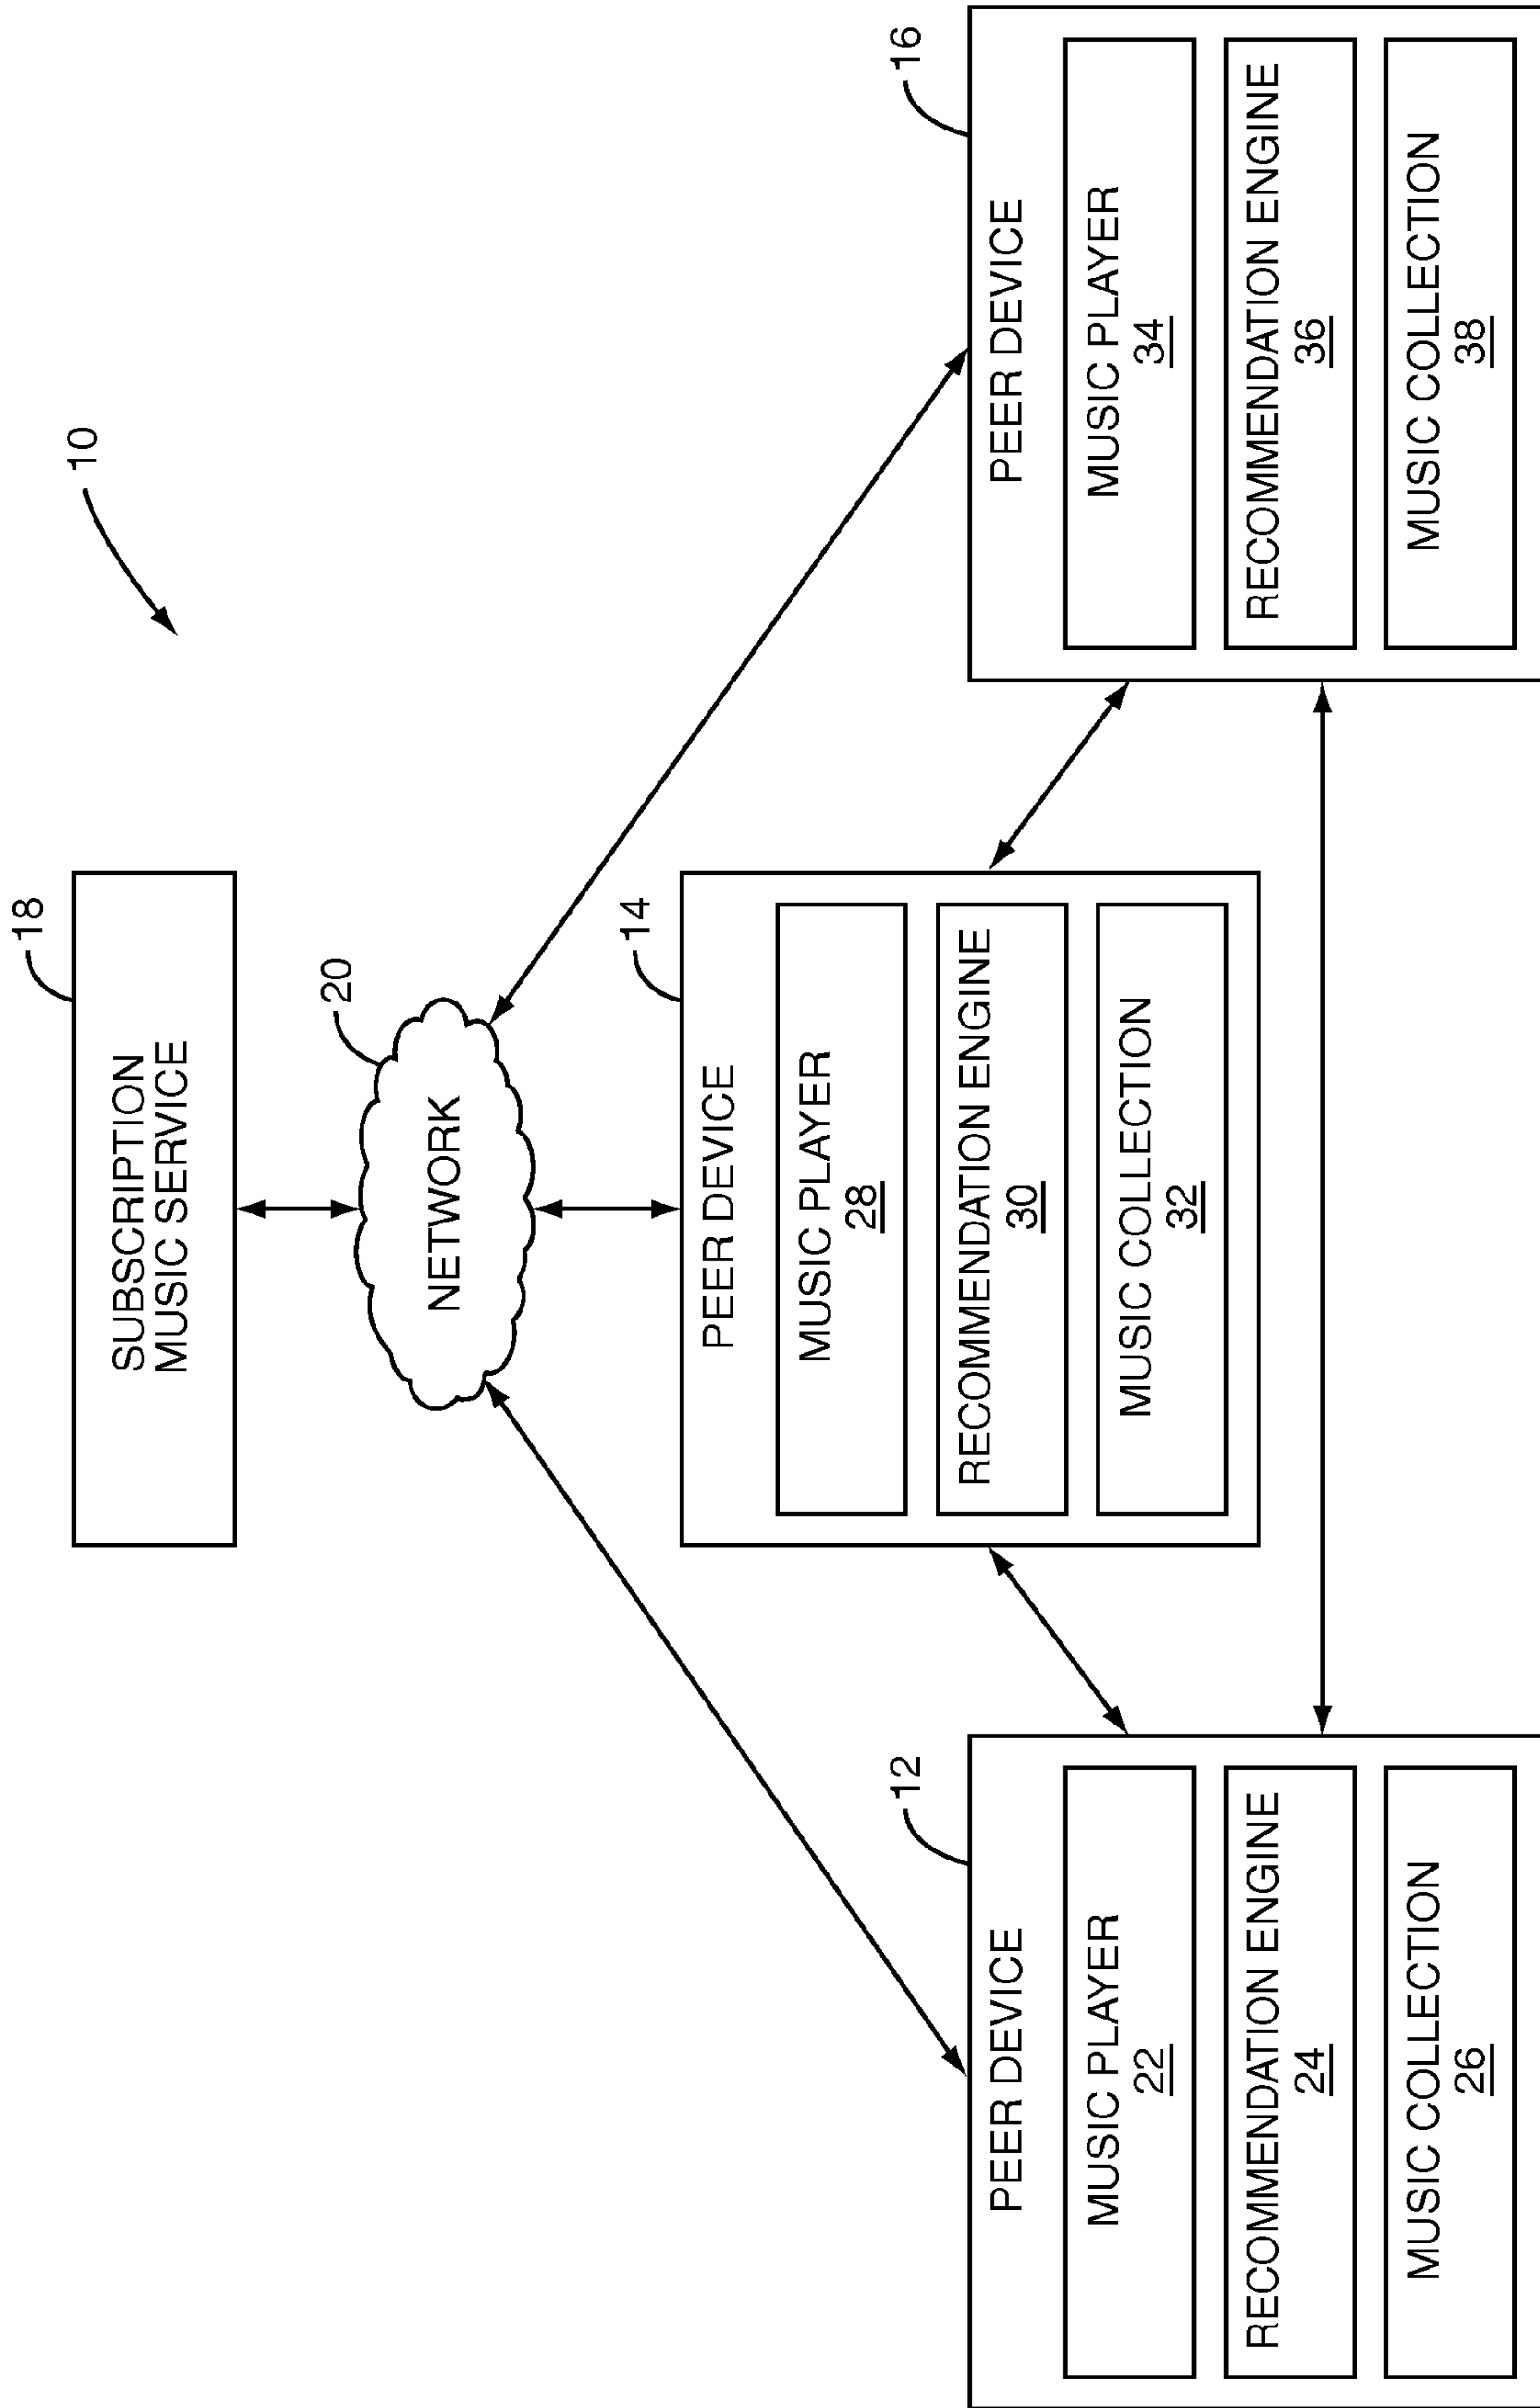 10
18
SUBSCRIPTION
MUSIC SERVICE
20
NETWORK
12
PEER DEVICE
MUSIC PLAYER
22
RECOMMENDATION ENGINE
24
MUSIC COLLECTION
26
14
PEER DEVICE
MUSIC PLAYER
28
RECOMMENDATION ENGINE
30
MUSIC COLLECTION
32
16
PEER DEVICE
MUSIC PLAYER
34
RECOMMENDATION ENGINE
36
MUSIC COLLECTION
38